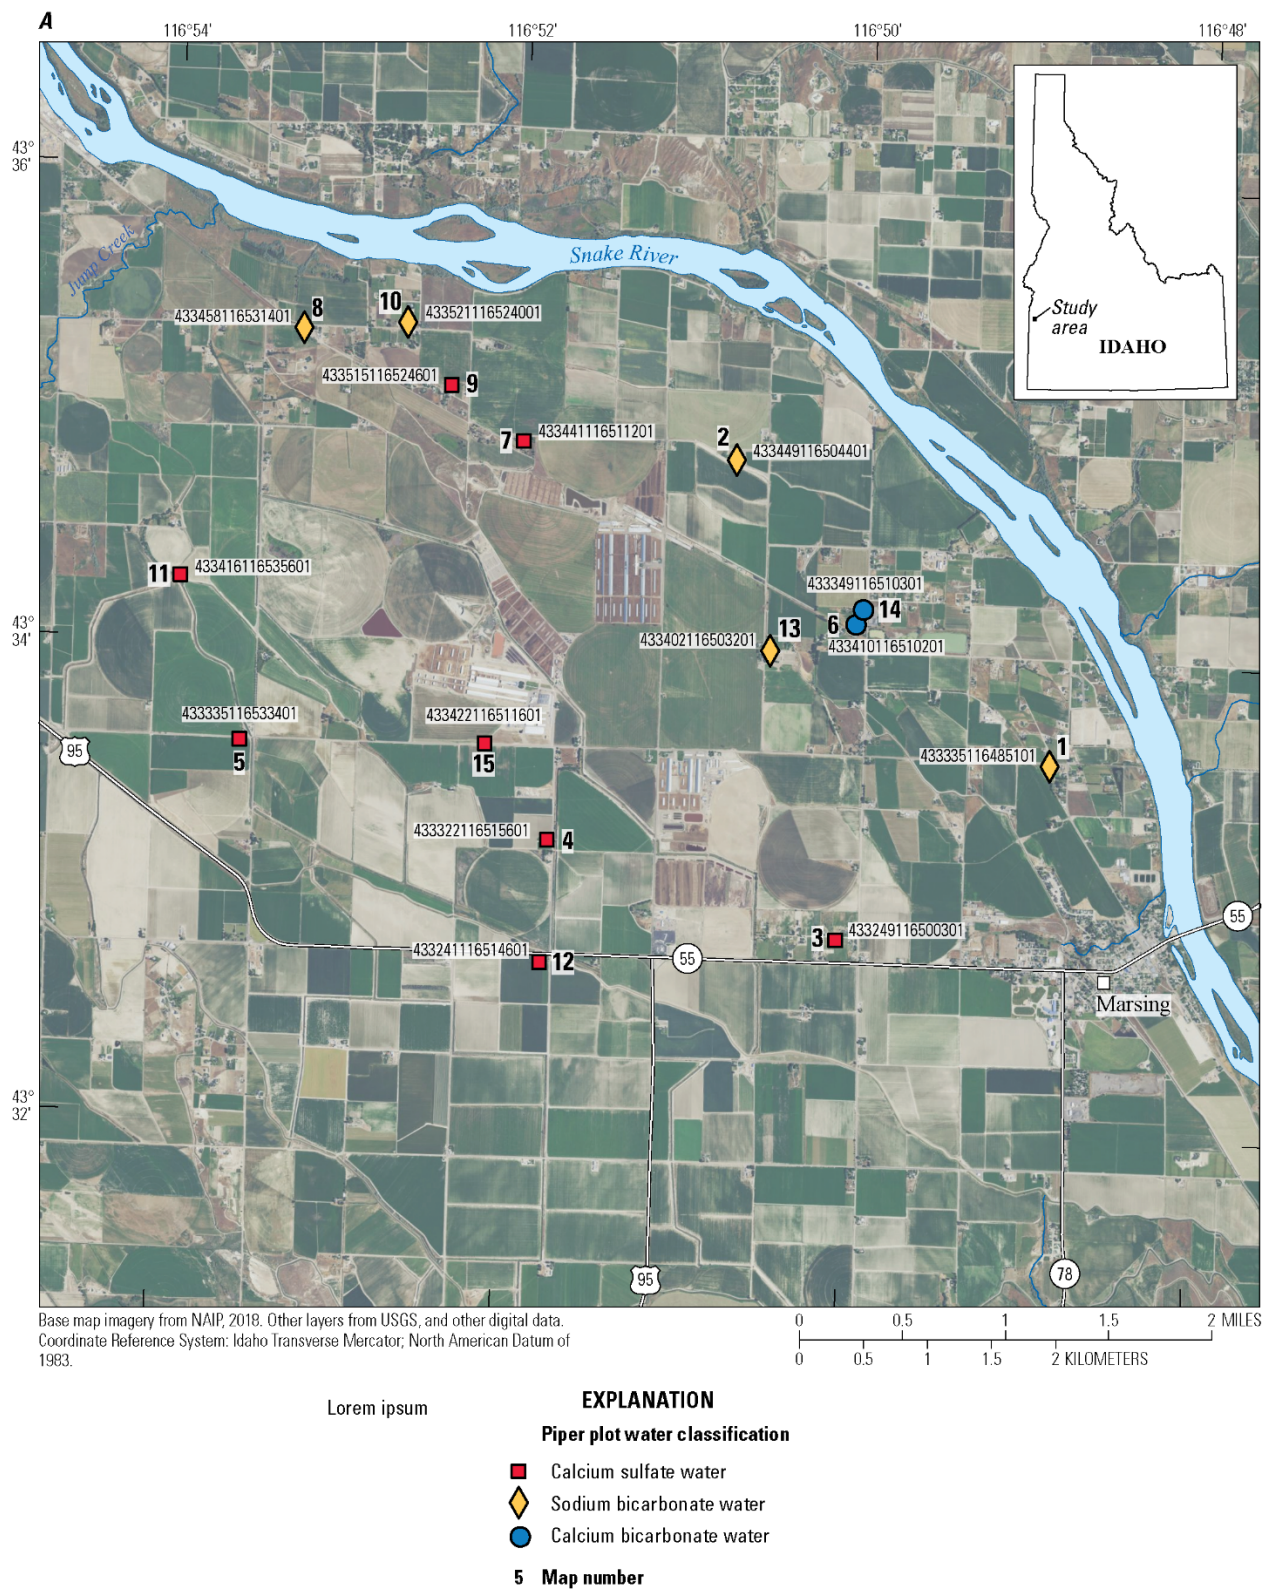 A
116°54'
116°52'
116°50'
116°48'
43°
36'
Snake River
Jump Creek
Study
area
IDAHO
433458116531401
8
10
433521116524001
433515116524601
9
7
433441116511201
2
433449116504401
11
433416116535601
433349116510301
14
6
433410116510201
43°
34'
433402116503201
13
433335116533401
5
433422116511601
15
95
433335116485101
1
433322116515601
4
3
433249116500301
55
433241116514601
12
55
Marsing
43°
32'
95
78
Base map imagery from NAIP, 2018. Other layers from USGS, and other digital data.
Coordinate Reference System: Idaho Transverse Mercator; North American Datum of
1983.
0 0.5 1 1.5 2 MILES
0 0.5 1 1.5 2 KILOMETERS
Lorem ipsum
EXPLANATION
Piper plot water classification
Calcium sulfate water
Sodium bicarbonate water
Calcium bicarbonate water
5 Map number